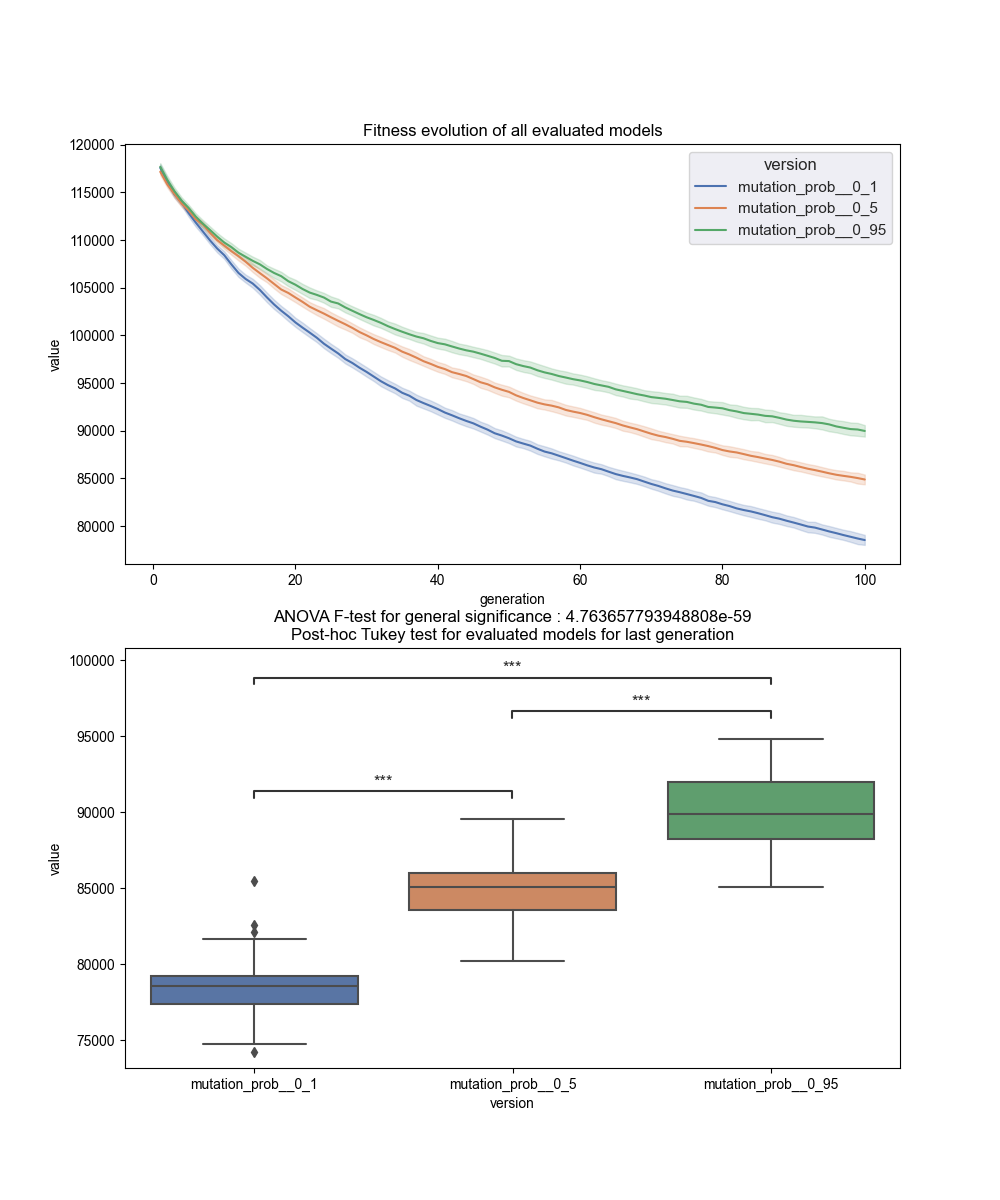 Fitness evolution of all evaluated models
120000
115000
110000
105000
100000
95000
90000
85000
80000
value
version
mutation_prob__0_1
mutation_prob__0_5
mutation_prob__0_95
0 20 40 60 80 100
generation
ANOVA F-test for general significance : 4.763657793948808e-59
Post-hoc Tukey test for evaluated models for last generation
100000
95000
90000
85000
80000
75000
value
***
***
***
mutation_prob__0_1 mutation_prob__0_5 mutation_prob__0_95
version